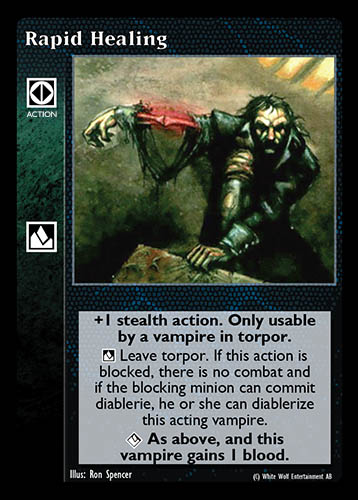 Rapid Healing
ACTION
+1 stealth action. Only usable
by a vampire in torpor.
Leave torpor. If this action is
blocked, there is no combat and
if the blocking minion can commit
diablerie, he or she can diablerize
this acting vampire.
As above, and this
vampire gains 1 blood.
Illus: Ron Spencer
(C) White Wolf Entertainment AB